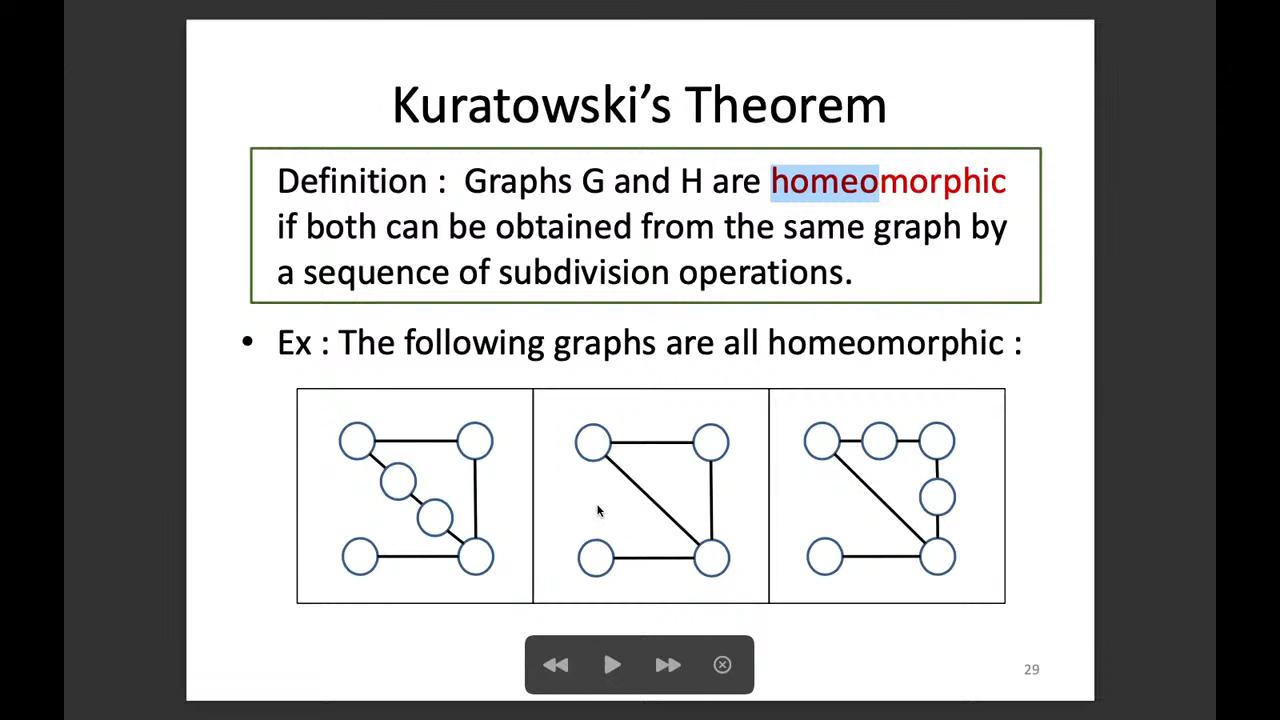 Kuratowski’s Theorem
Definition :  Graphs G and H are homeomorphic
if both can be obtained from the same graph by
a sequence of subdivision operations.
• Ex : The following graphs are all homeomorphic :
29